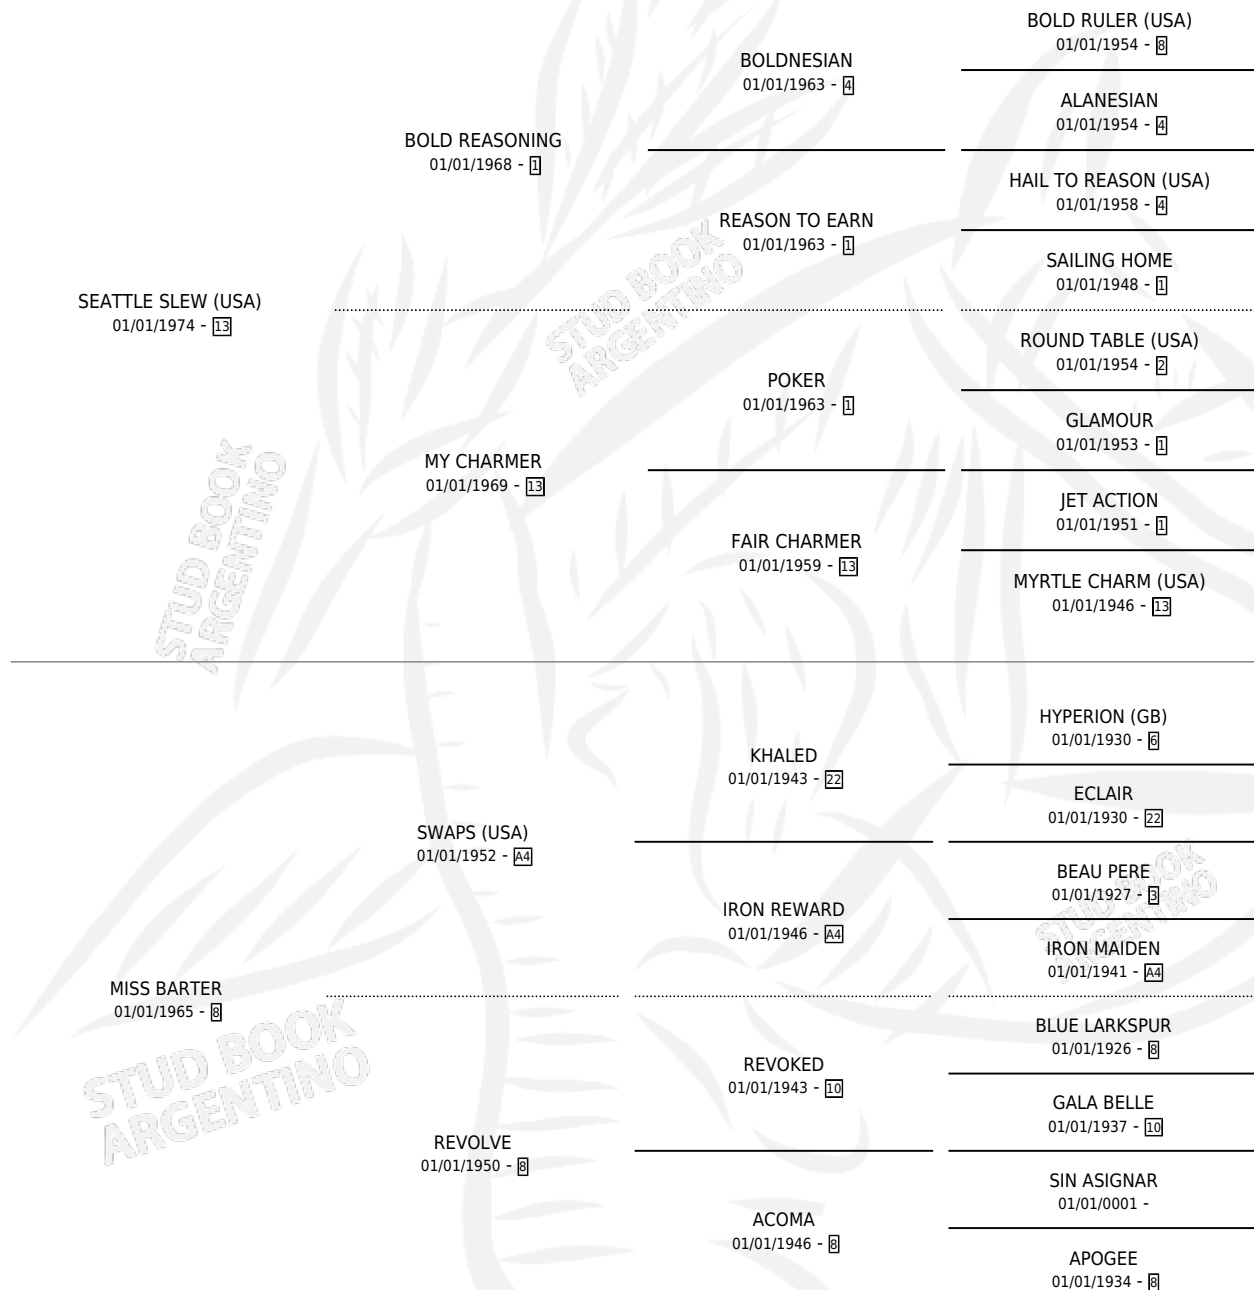 BOLD RULER (USA)
01/01/1954 - 8
BOLDNESIAN
01/01/1963 - 4
ALANESIAN
01/01/1954 - 4
BOLD REASONING
01/01/1968 - 1
HAIL TO REASON (USA)
01/01/1958 - 4
REASON TO EARN
01/01/1963 - 1
SAILING HOME
01/01/1948 - 1
SEATTLE SLEW (USA)
01/01/1974 - 13
STUD BOOK
ARGENTINO
ROUND TABLE (USA)
01/01/1954 - 2
POKER
01/01/1963 - 1
GLAMOUR
01/01/1953 - 1
MY CHARMER
01/01/1969 - 13
JET ACTION
01/01/1951 - 1
FAIR CHARMER
01/01/1959 - 13
MYRTLE CHARM (USA)
01/01/1946 - 13
STUD BOOK
ARGENTINO
HYPERION (GB)
01/01/1930 - 6
KHALED
01/01/1943 - 22
ECLAIR
01/01/1930 - 22
SWAPS (USA)
01/01/1952 - A4
BEAU PERE
01/01/1927 - 3
IRON REWARD
01/01/1946 - A4
IRON MAIDEN
01/01/1941 - A4
STUD BOOK
ARGENTINO
MISS BARTER
01/01/1965 - 8
BLUE LARKSPUR
01/01/1926 - 8
REVOKED
01/01/1943 - 10
GALA BELLE
01/01/1937 - 10
STUD BOOK
ARGENTINO
REVOLVE
01/01/1950 - 8
SIN ASIGNAR
01/01/0001 -
ACOMA
01/01/1946 - 8
APOGEE
01/01/1934 - 8